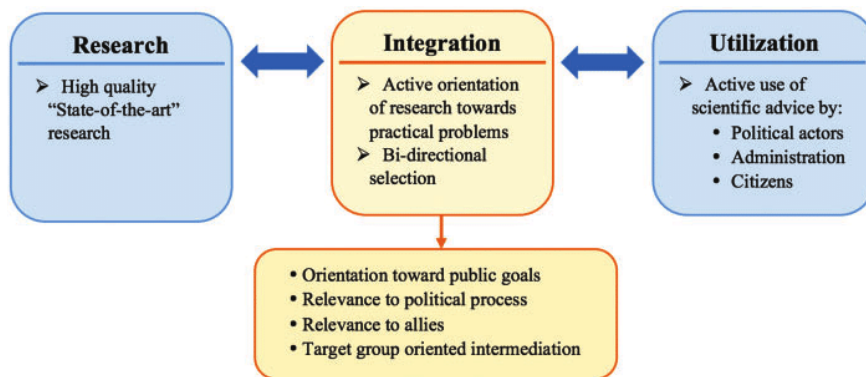 Research
➢ High quality
“State-of-the-art”
research
Integration
➢ Active orientation
of research towards
practical problems
➢ Bi-directional
selection
Utilization
➢ Active use of
scientific advice by:
• Political actors
• Administration
• Citizens
• Orientation toward public goals
• Relevance to political process
• Relevance to allies
• Target group oriented intermediation